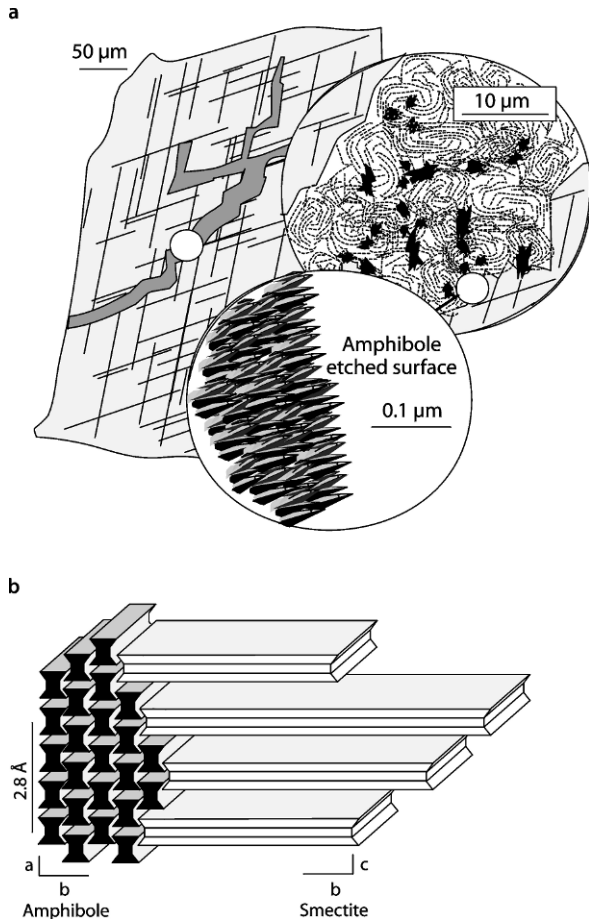 a
50 µm
10 µm
Amphibole
etched surface
0.1 µm
b
2.8 Å
a
b
Amphibole
c
b
Smectite